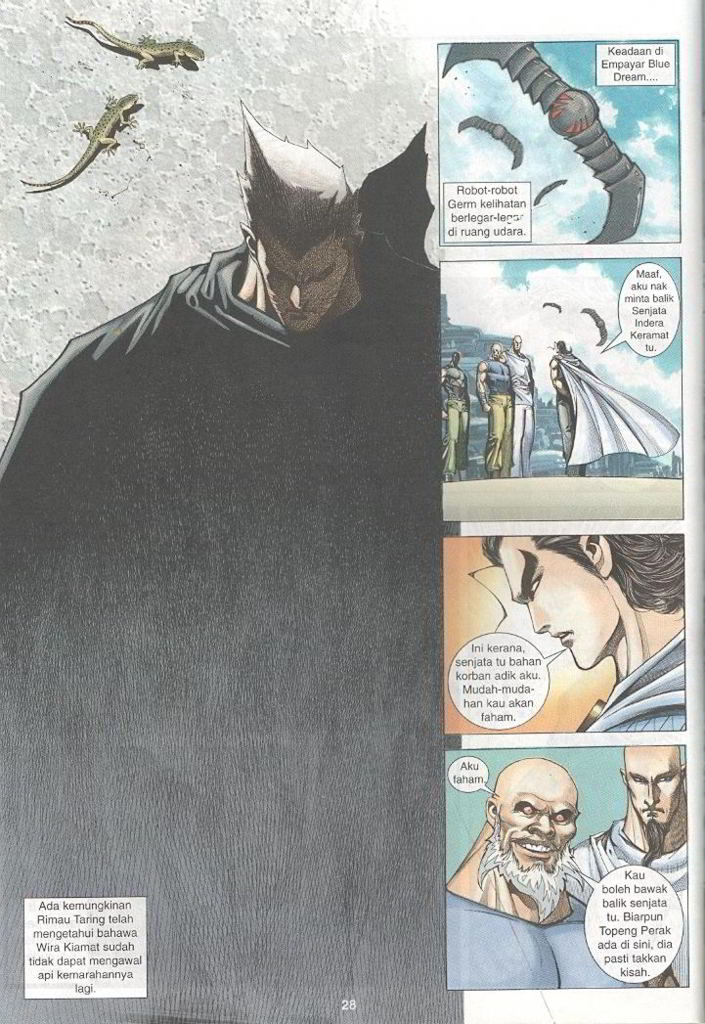 Ada kemungkinan
Rimau Taring telah
mengetahui bahawa
Wira Kiamat sudah
tidak dapat mengawal
api kemarahannya
lagi.
Keadaan di
Empayar Blue
Dream....
Robot-robot
Germ kelihatan
berlegar-legar
di ruang udara.
Maaf,
aku nak
minta balik
Senjata
Indera
Keramat
tu.
Ini kerana,
senjata tu bahan
korban adik aku.
Mudah-muda-
han kau akan
faham.
Aku
faham.
Kau
boleh bawak
balik senjata
tu. Biarpun
Topeng Perak
ada di sini, dia
pasti takkan
kisah.
28